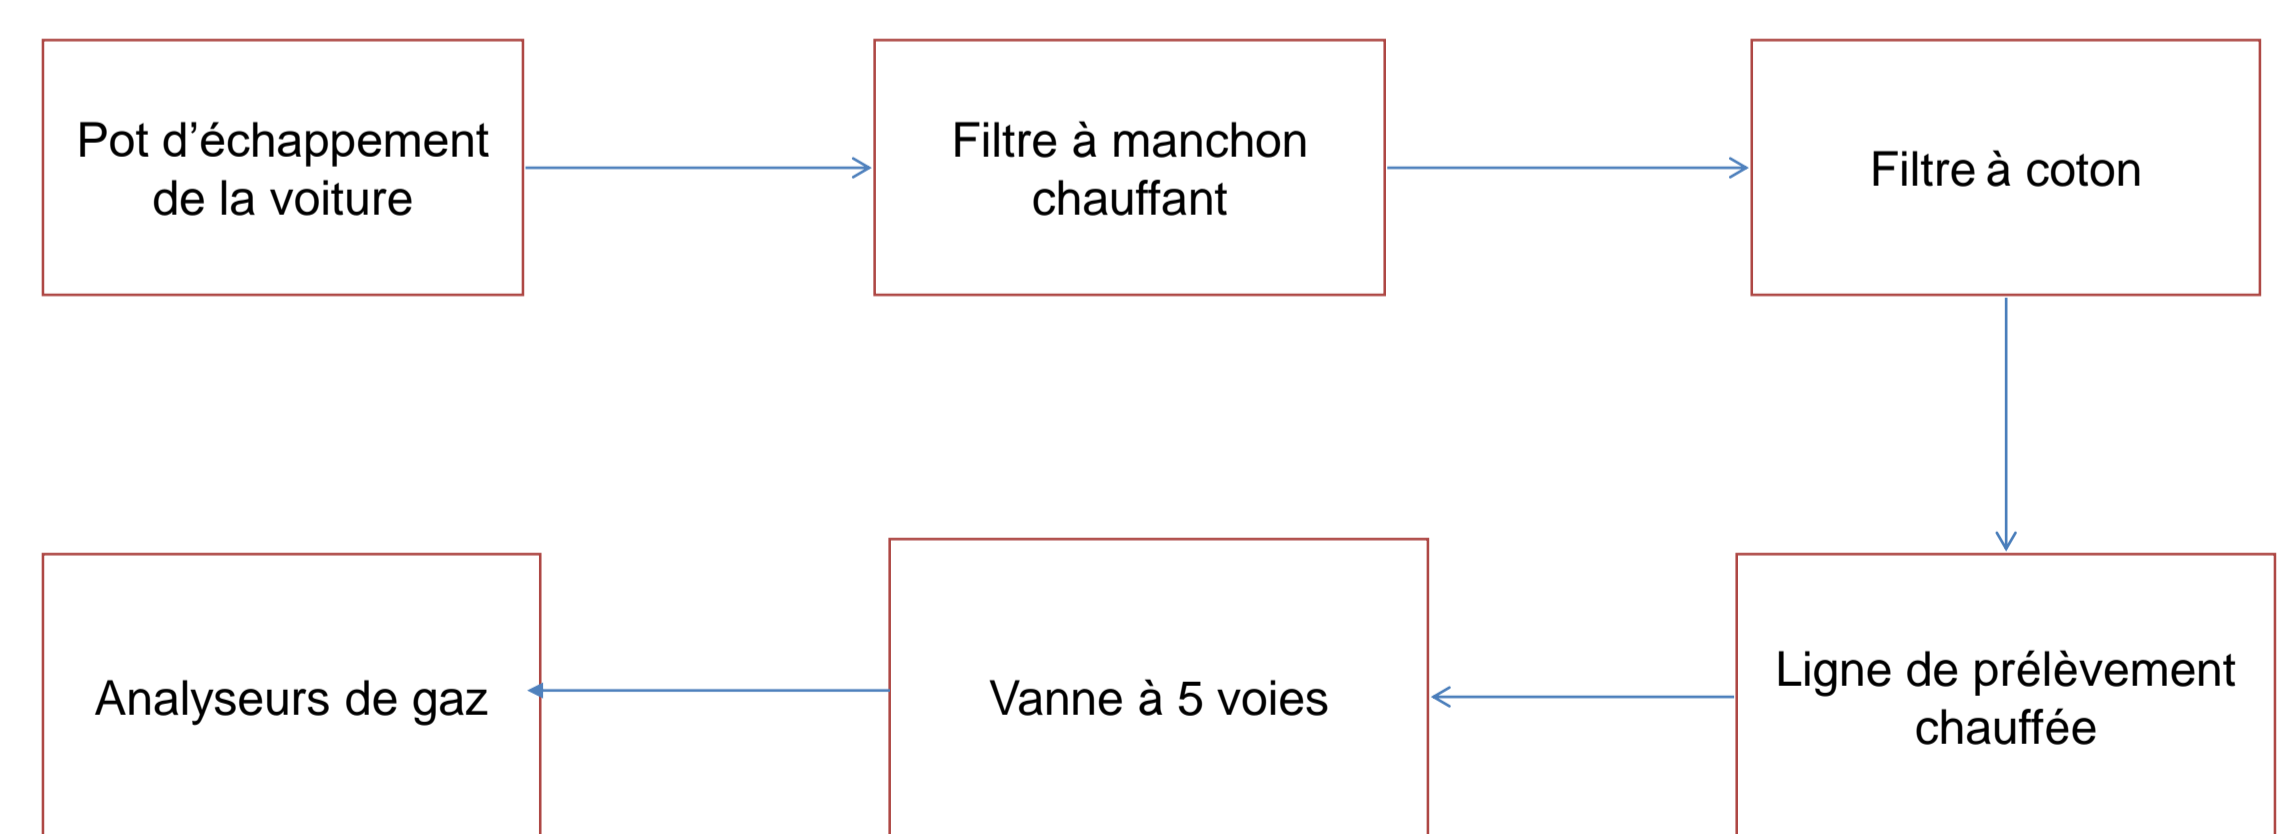 Pot d’échappement
de la voiture
Filtre à manchon
chauffant
Filtre à coton
Ligne de prélèvement
chauffée
Vanne à 5 voies
Analyseurs de gaz